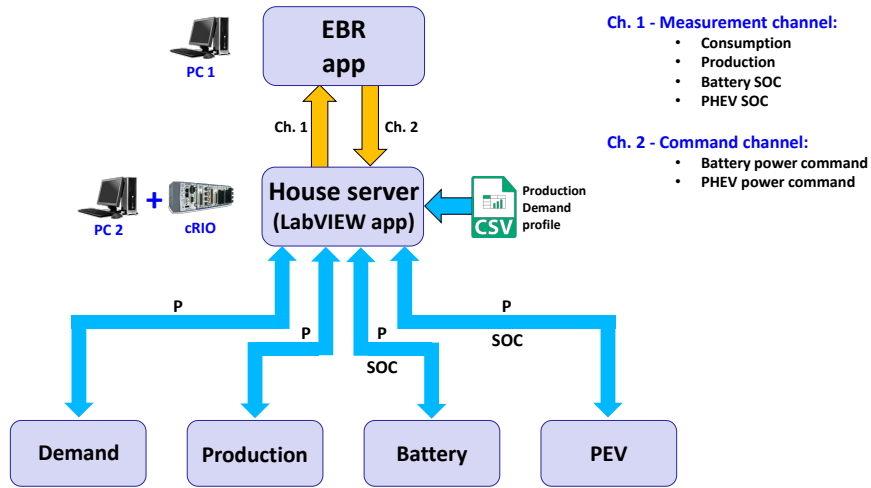 EBR
app
PC 1
Ch. 1
Ch. 2
Ch. 1 - Measurement channel:
• Consumption
• Production
• Battery SOC
• PHEV SOC
Ch. 2 - Command channel:
• Battery power command
• PHEV power command
PC 2
+
cRIO
House server
(LabVIEW app)
CSV
Production
Demand
profile
P
P
P
SOC
P
SOC
Demand
Production
Battery
PEV